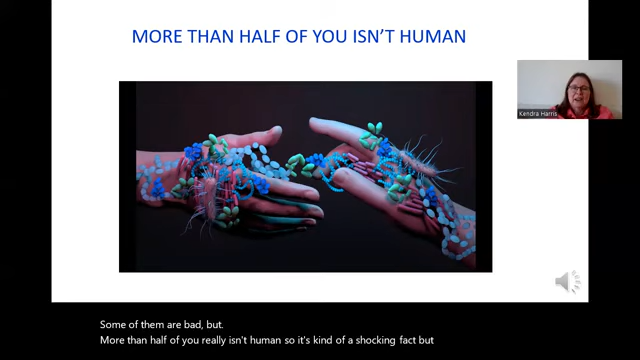 MORE THAN HALF OF YOU ISN'T HUMAN
Kendra Harris
Some of them are bad, but.
More than half of you really isn't human so it's kind of a shocking fact but